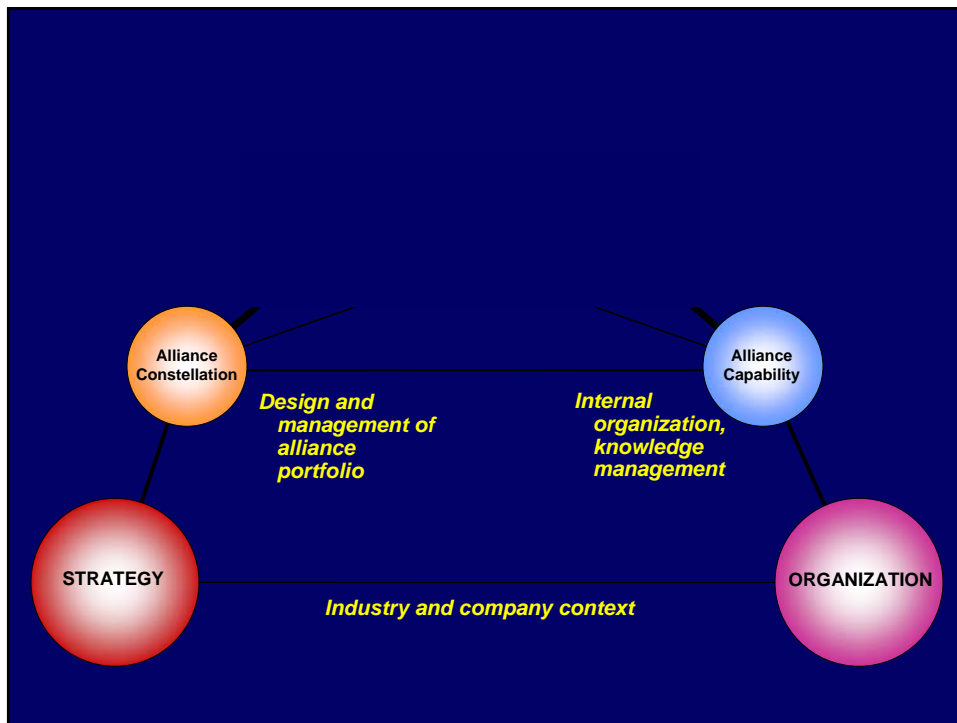 Alliance
Constellation
Alliance
Capability
Design and
management of
alliance
portfolio
Internal
organization,
knowledge
management
STRATEGY
ORGANIZATION
Industry and company context